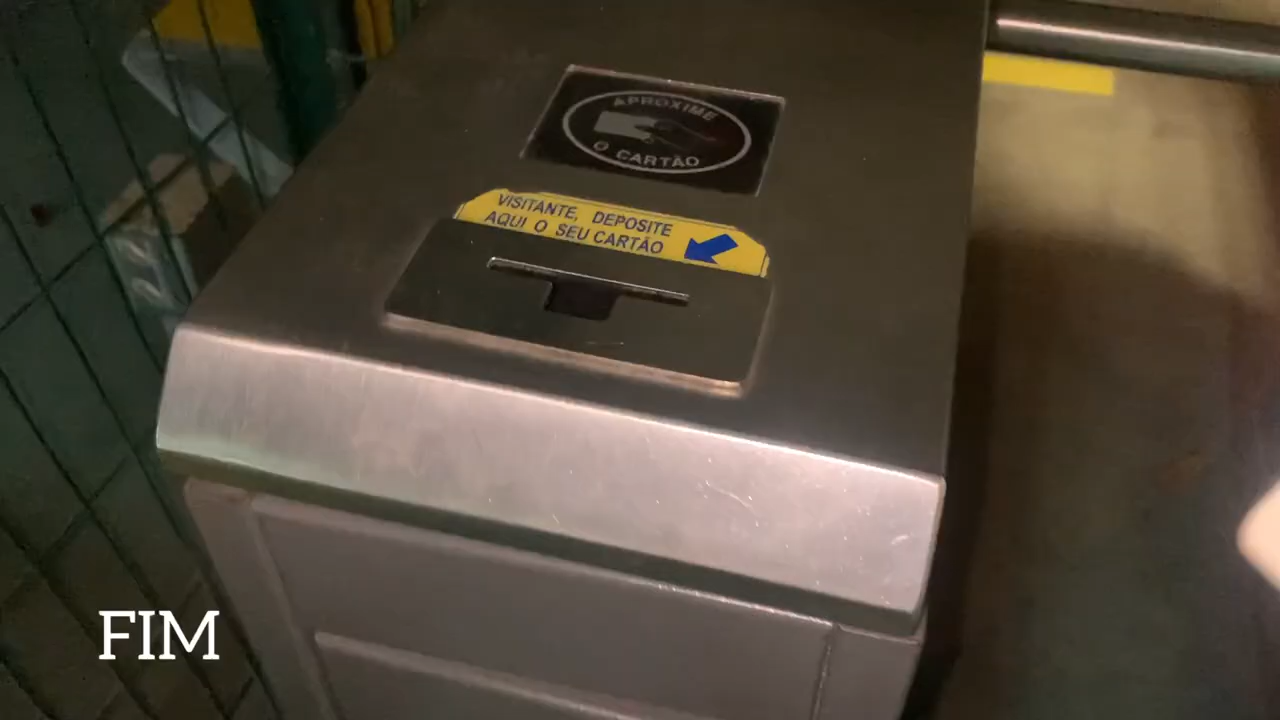 APROXIME
O CARTÃO
VISITANTE, DEPOSITE
AQUI O SEU CARTÃO
FIM